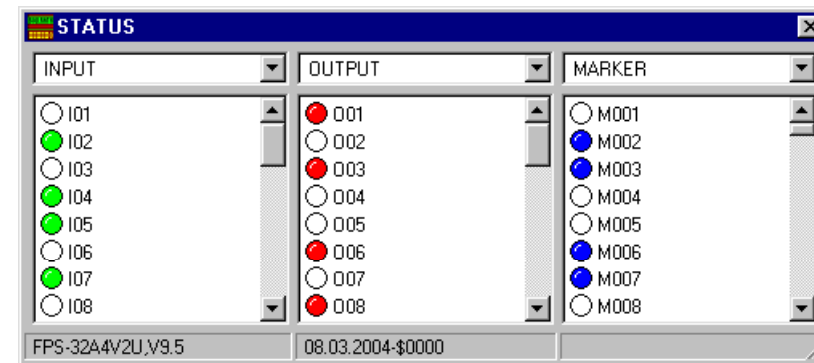 STATUS
INPUT
OUTPUT
MARKER
I01
I02
I03
I04
I05
I06
I07
I08
O01
O02
O03
O04
O05
O06
O07
O08
M001
M002
M003
M004
M005
M006
M007
M008
FPS-32A4V2U,V9.5
08.03.2004-$0000